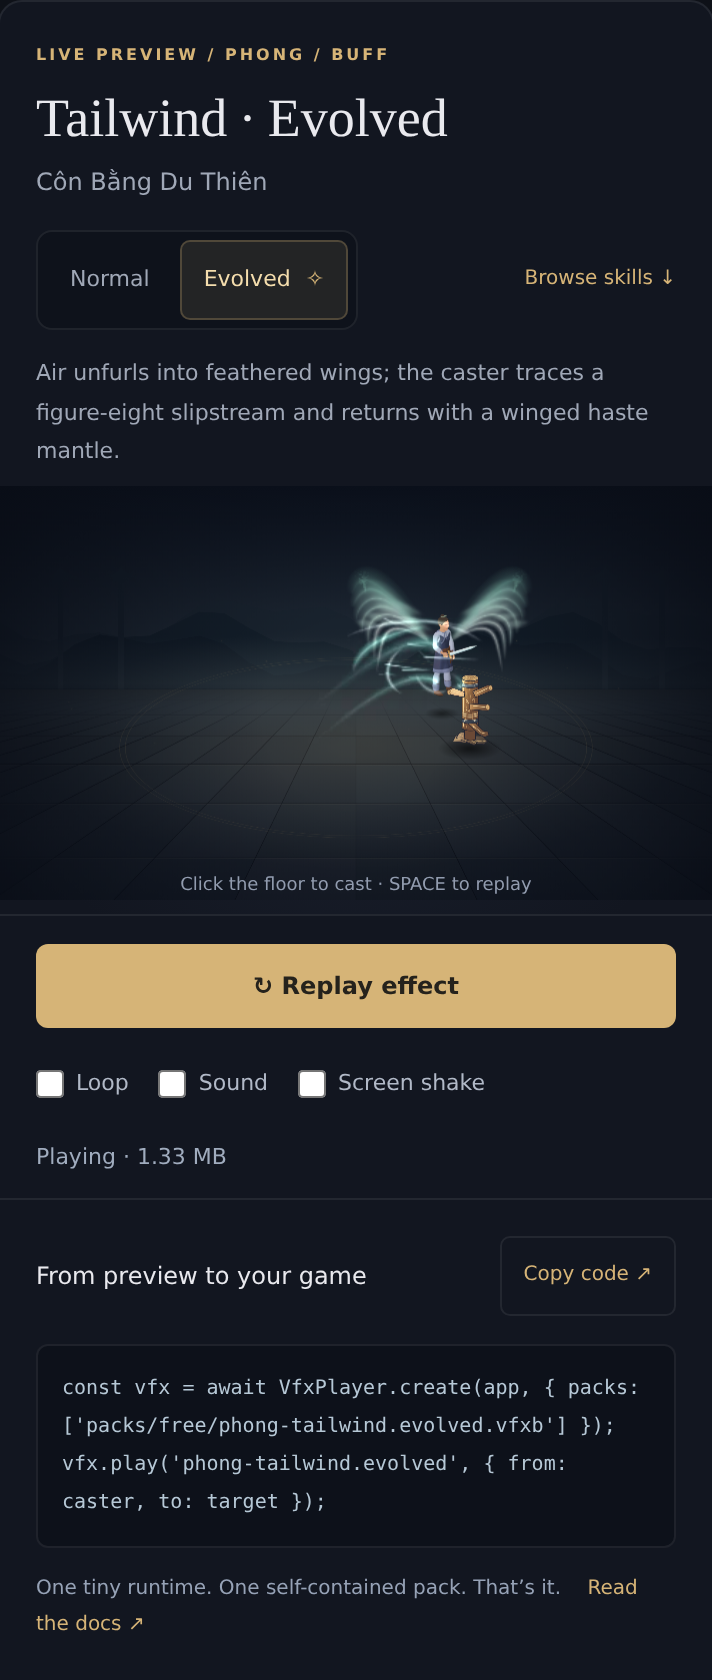 LIVE PREVIEW / PHONG / BUFF
Tailwind · Evolved
Côn Bằng Du Thiên
Normal
Evolved ✧
Browse skills ↓
Air unfurls into feathered wings; the caster traces a
figure-eight slipstream and returns with a winged haste
mantle.
Click the floor to cast · SPACE to replay
↻ Replay effect
Loop
Sound
Screen shake
Playing · 1.33 MB
From preview to your game
Copy code ↗
const vfx = await VfxPlayer.create(app, { packs:
['packs/free/phong-tailwind.evolved.vfxb'] });
vfx.play('phong-tailwind.evolved', { from:
caster, to: target });
One tiny runtime. One self-contained pack. That’s it. Read
the docs ↗